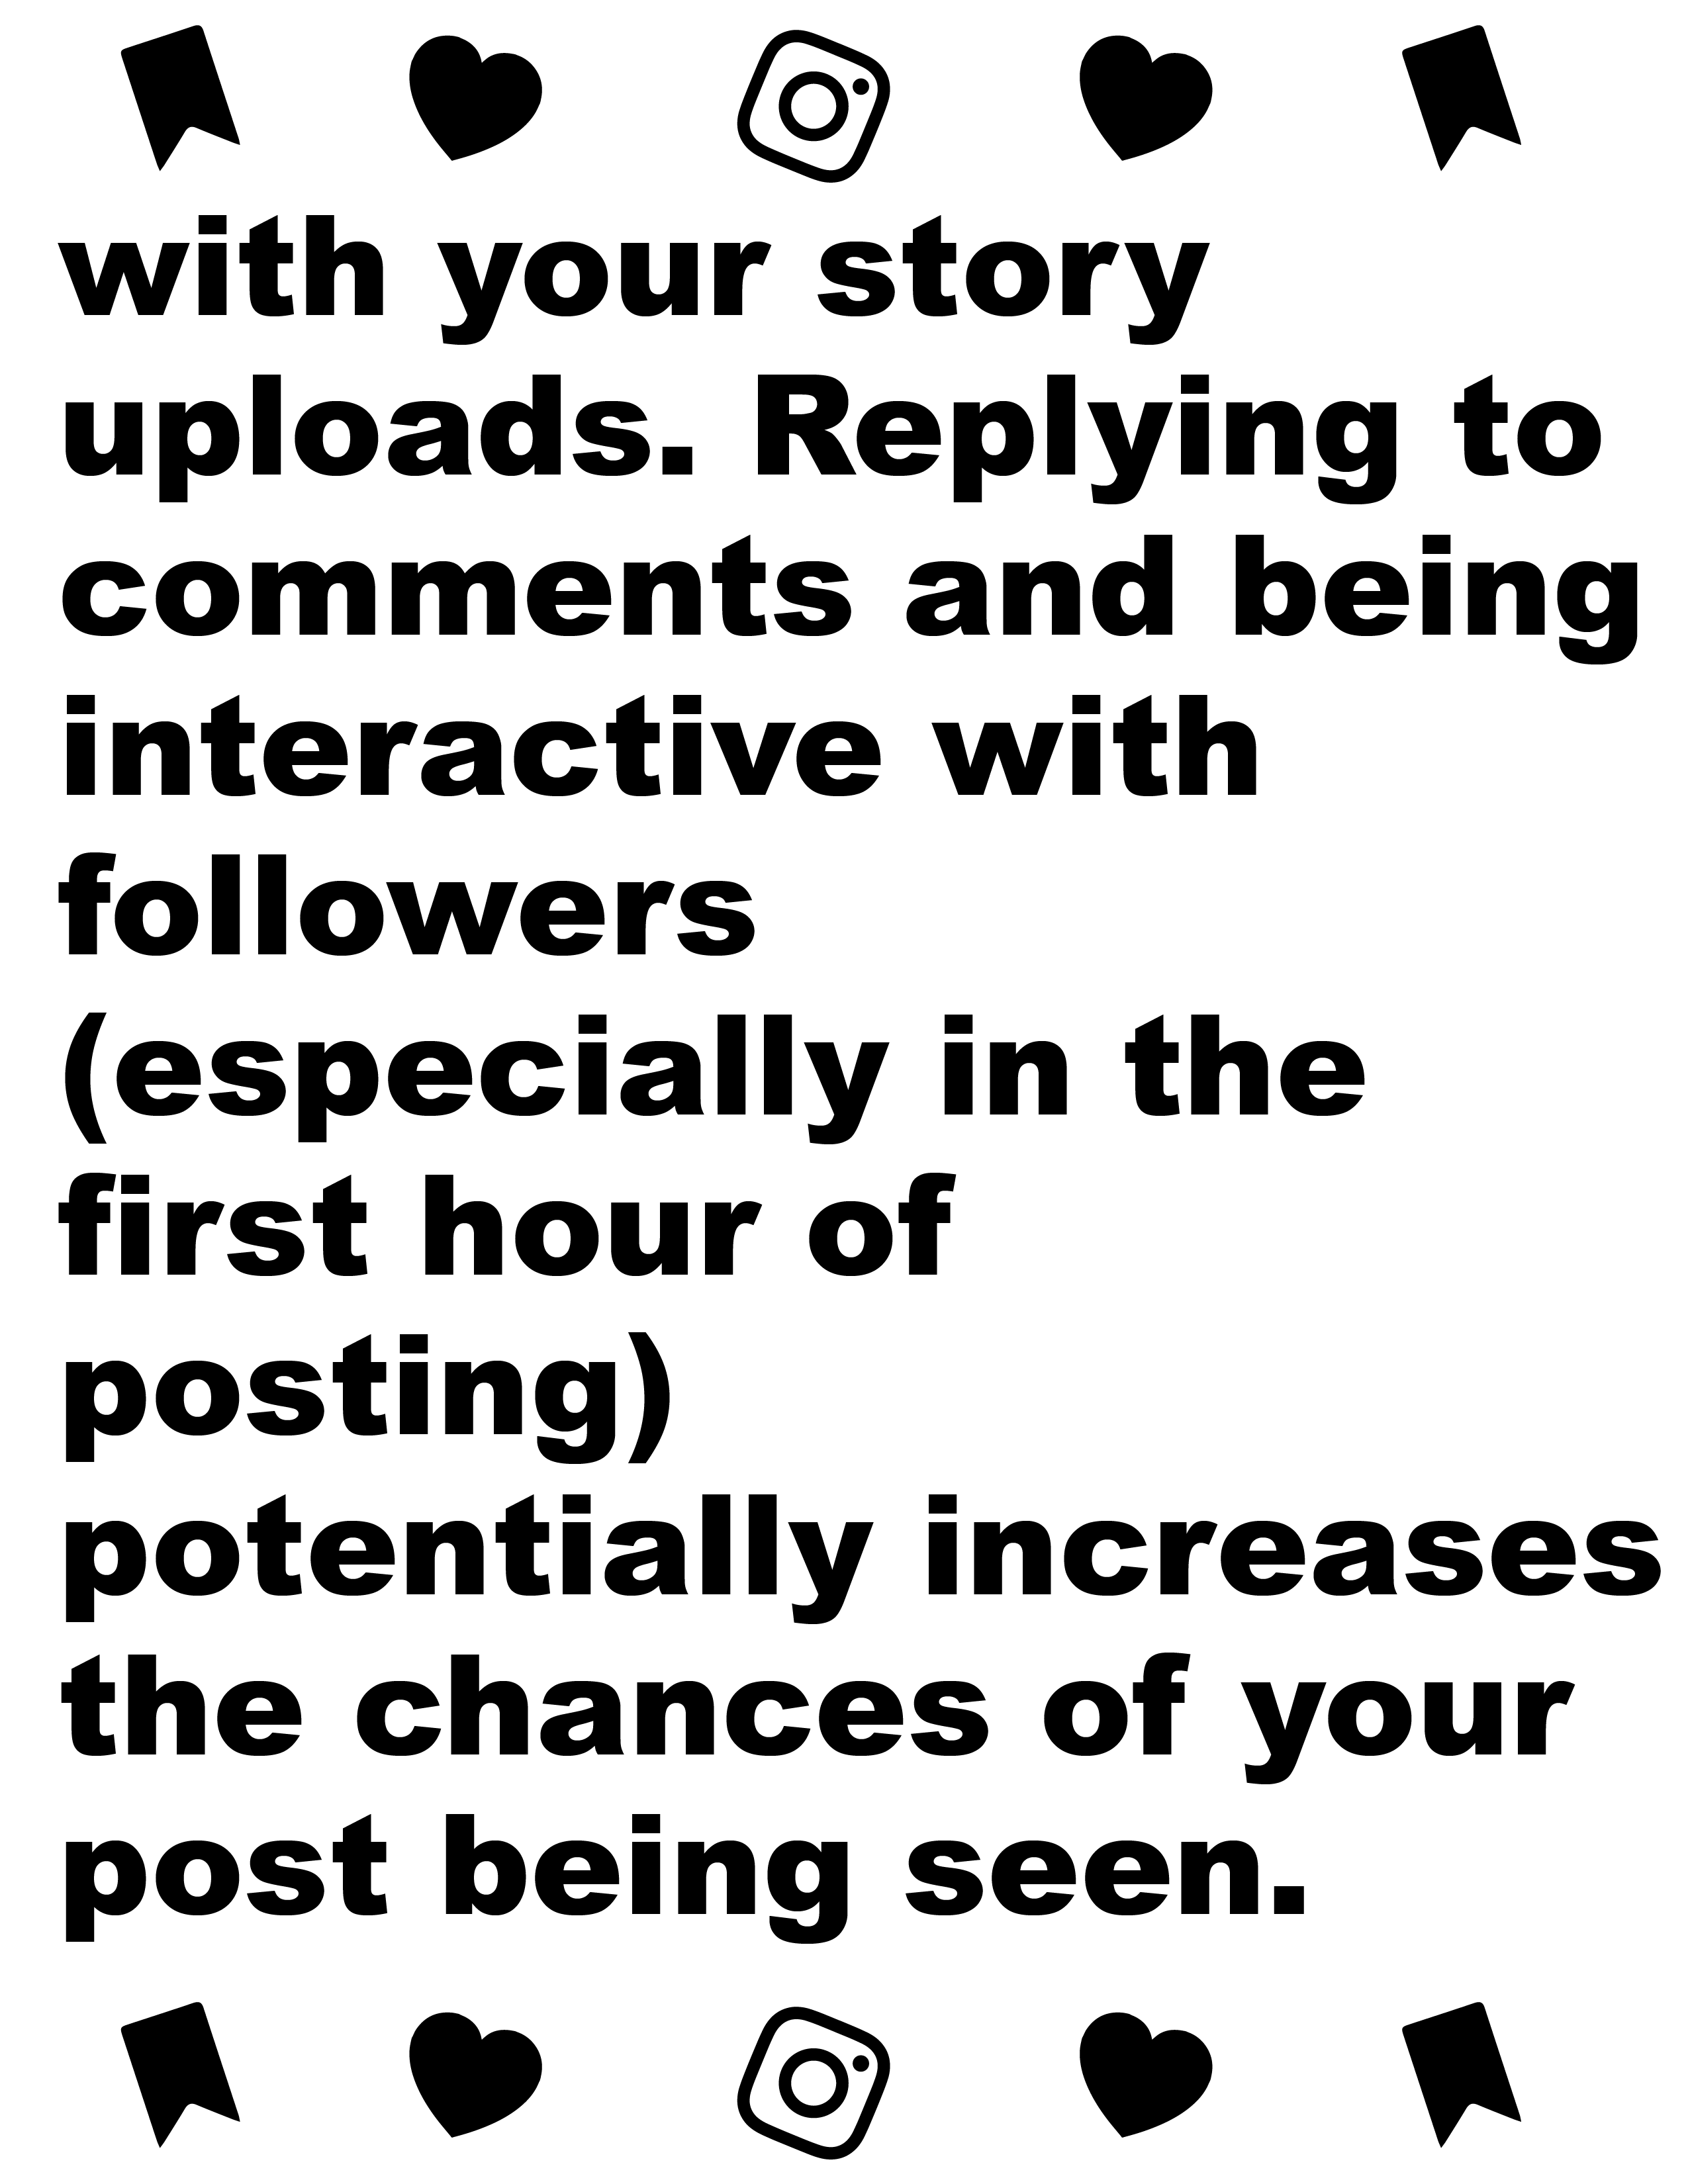 with your story
uploads. Replying to
comments and being
interactive with
followers
(especially in the
first hour of
posting)
potentially increases
the chances of your
post being seen.